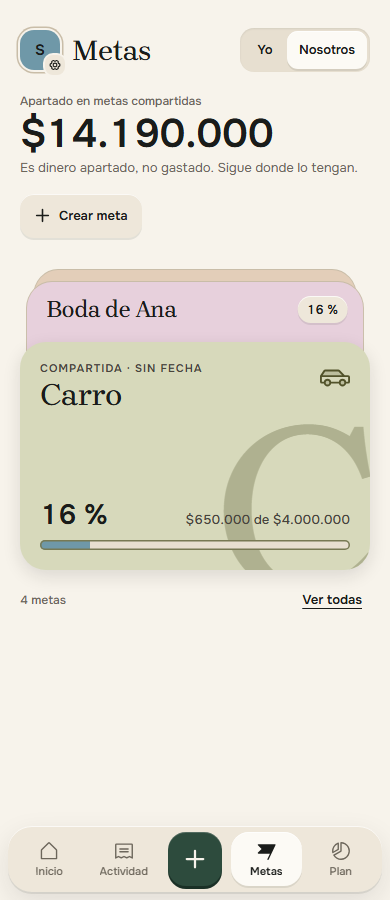 S
Metas
Yo
Nosotros
Apartado en metas compartidas
$14.190.000
Es dinero apartado, no gastado. Sigue donde lo tengan.
Crear meta
Boda de Ana
16 %
COMPARTIDA · SIN FECHA
Carro
C
16 %
$650.000 de $4.000.000
4 metas
Ver todas
Inicio
Actividad
Metas
Plan